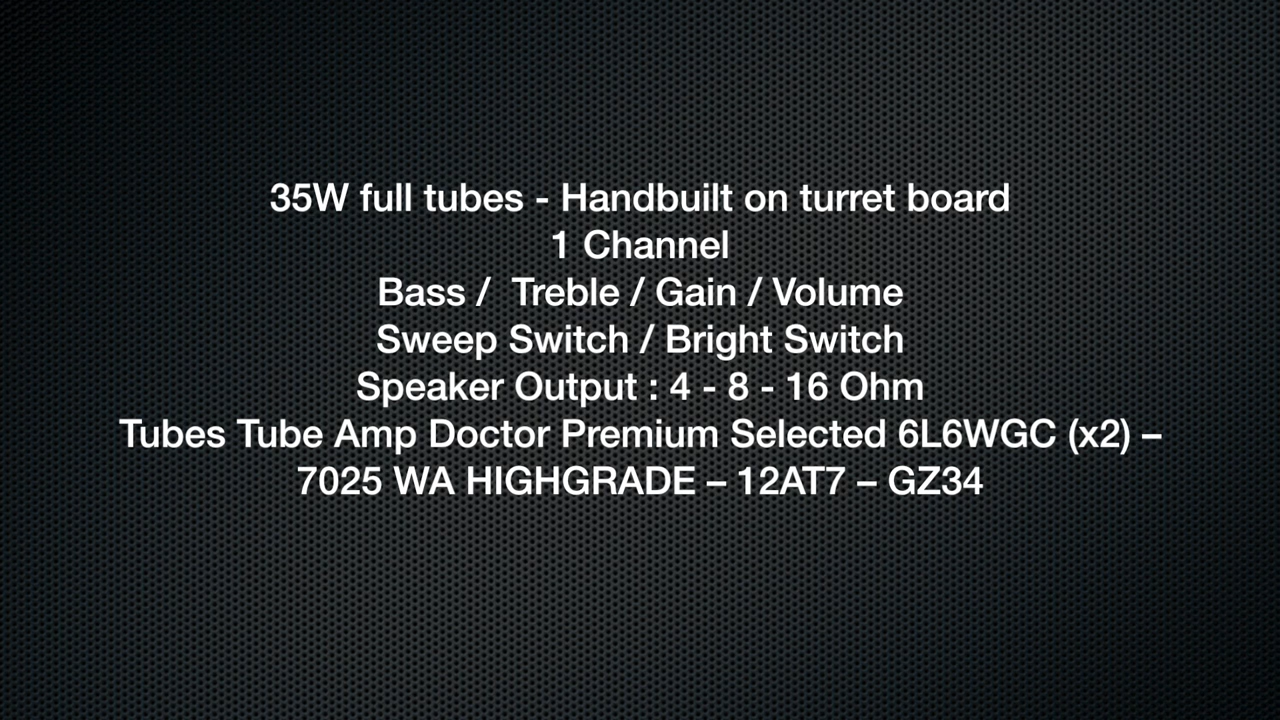 35W full tubes - Handbuilt on turret board
1 Channel
Bass /  Treble / Gain / Volume
Sweep Switch / Bright Switch
Speaker Output : 4 - 8 - 16 Ohm
Tubes Tube Amp Doctor Premium Selected 6L6WGC (x2) –
7025 WA HIGHGRADE – 12AT7 – GZ34